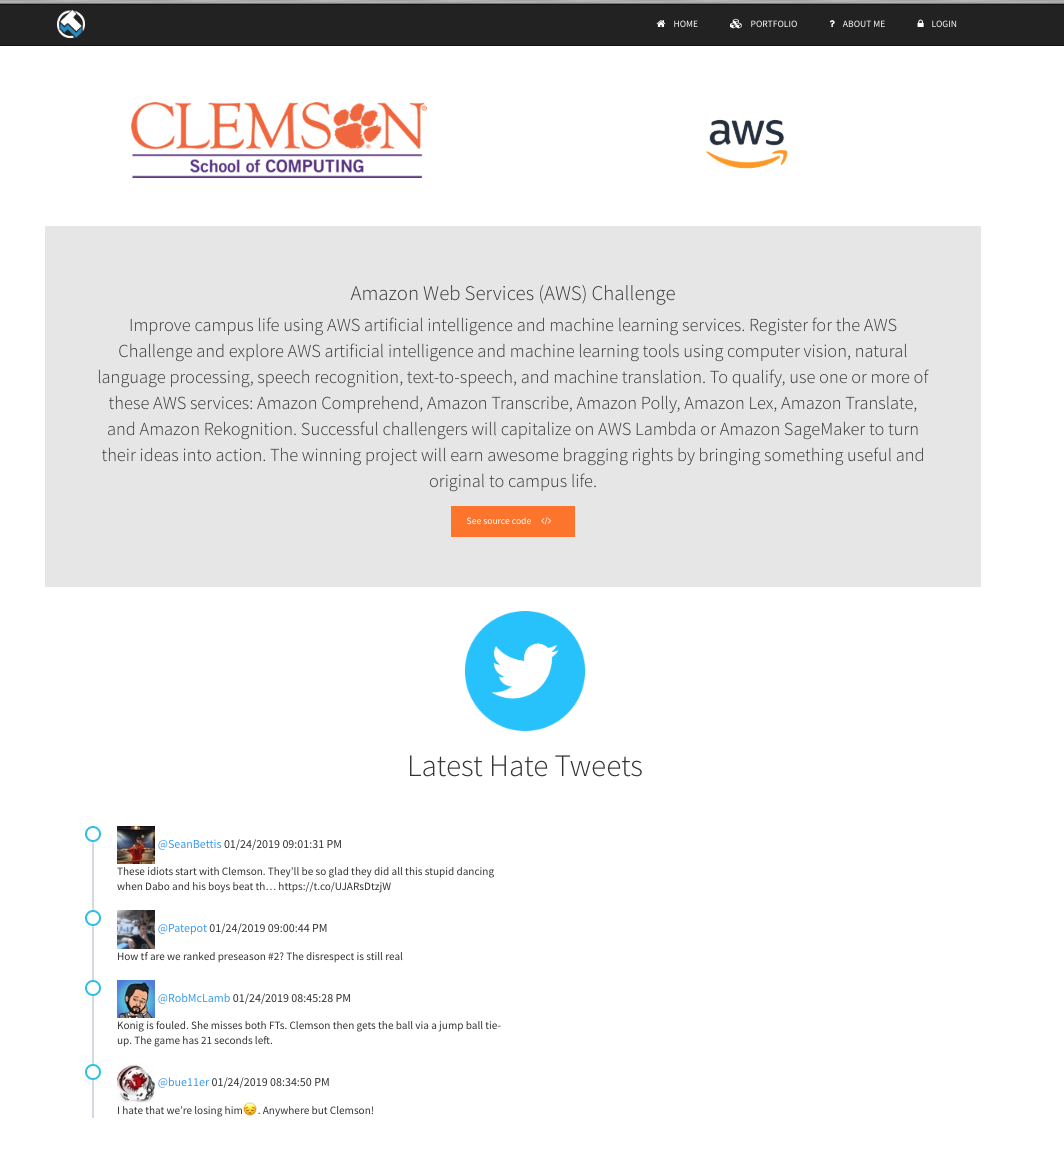 HOME PORTFOLIO ABOUT ME LOGIN
CLEMSON®
School of COMPUTING
aws
Amazon Web Services (AWS) Challenge
Improve campus life using AWS artificial intelligence and machine learning services. Register for the AWS
Challenge and explore AWS artificial intelligence and machine learning tools using computer vision, natural
language processing, speech recognition, text-to-speech, and machine translation. To qualify, use one or more of
these AWS services: Amazon Comprehend, Amazon Transcribe, Amazon Polly, Amazon Lex, Amazon Translate,
and Amazon Rekognition. Successful challengers will capitalize on AWS Lambda or Amazon SageMaker to turn
their ideas into action. The winning project will earn awesome bragging rights by bringing something useful and
original to campus life.
See source code </>
Latest Hate Tweets
@SeanBettis 01/24/2019 09:01:31 PM
These idiots start with Clemson. They’ll be so glad they did all this stupid dancing
when Dabo and his boys beat th… https://t.co/UJARsDtzjW
@Patepot 01/24/2019 09:00:44 PM
How tf are we ranked preseason #2? The disrespect is still real
@RobMcLamb 01/24/2019 08:45:28 PM
Konig is fouled. She misses both FTs. Clemson then gets the ball via a jump ball tie-
up. The game has 21 seconds left.
@bue11er 01/24/2019 08:34:50 PM
I hate that we’re losing him😔. Anywhere but Clemson!